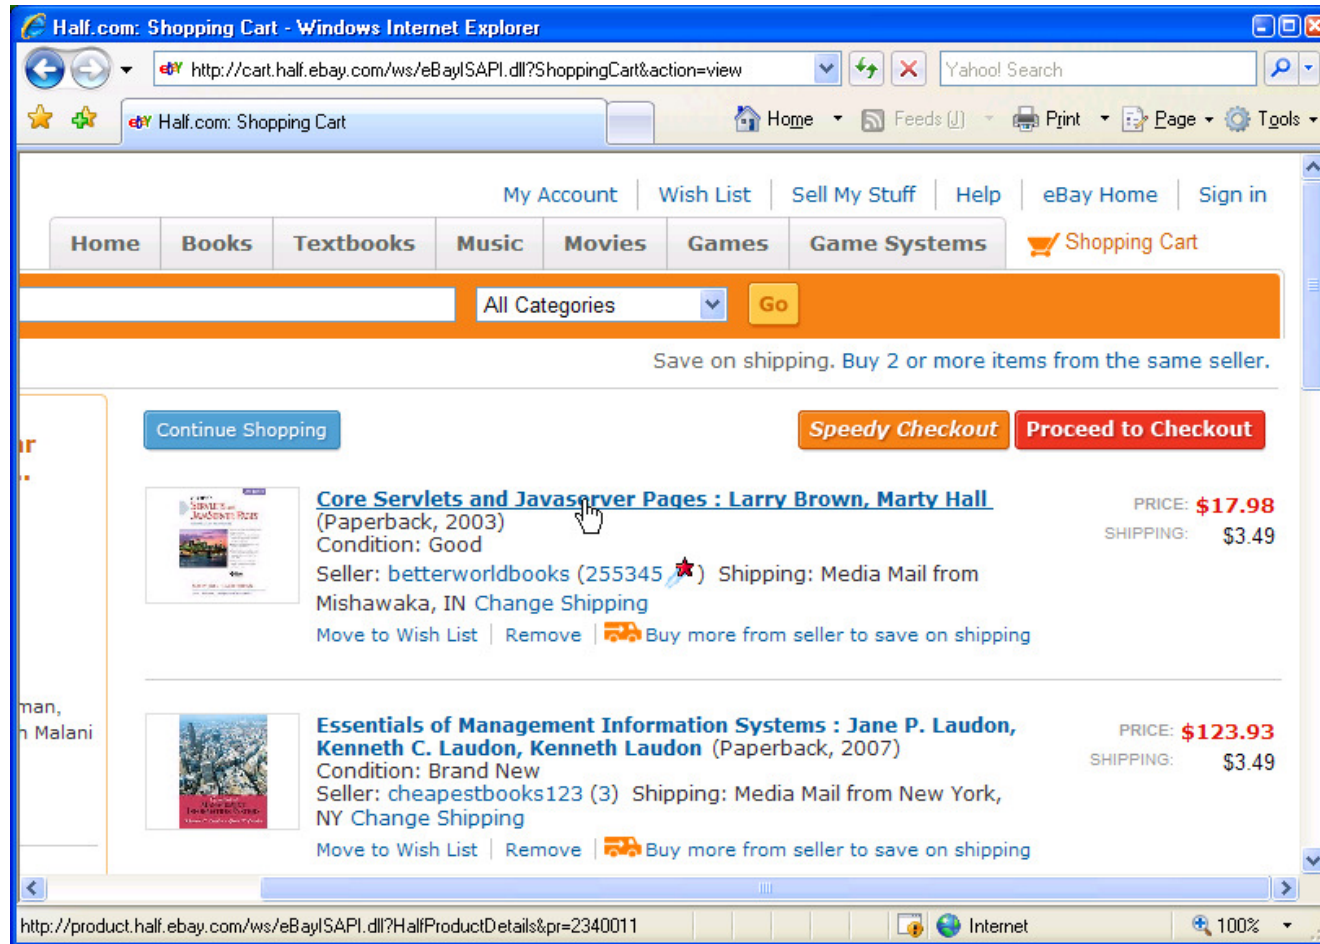 Half.com: Shopping Cart - Windows Internet Explorer
http://cart.half.ebay.com/ws/eBayISAPI.dll?ShoppingCart&action=view
Yahoo! Search
Half.com: Shopping Cart
Home Feeds (J) Print Page Tools
My Account | Wish List | Sell My Stuff | Help | eBay Home | Sign in
Home Books Textbooks Music Movies Games Game Systems Shopping Cart
All Categories Go
Save on shipping. Buy 2 or more items from the same seller.
Continue Shopping Speedy Checkout Proceed to Checkout
Core Servlets and Javaserver Pages : Larry Brown, Marty Hall PRICE: $17.98
(Paperback, 2003)
SHIPPING: $3.49
Condition: Good
Seller: betterworldbooks (255345 ) Shipping: Media Mail from
Mishawaka, IN Change Shipping
Move to Wish List | Remove | Buy more from seller to save on shipping
man,
Malani
Essentials of Management Information Systems : Jane P. Laudon, PRICE: $123.93
Kenneth C. Laudon, Kenneth Laudon (Paperback, 2007)
SHIPPING: $3.49
Condition: Brand New
Seller: cheapestbooks123 (3) Shipping: Media Mail from New York,
NY Change Shipping
Move to Wish List | Remove | Buy more from seller to save on shipping
http://product.half.ebay.com/ws/eBayISAPI.dll?HalfProductDetails&pr=2340011 Internet 100%